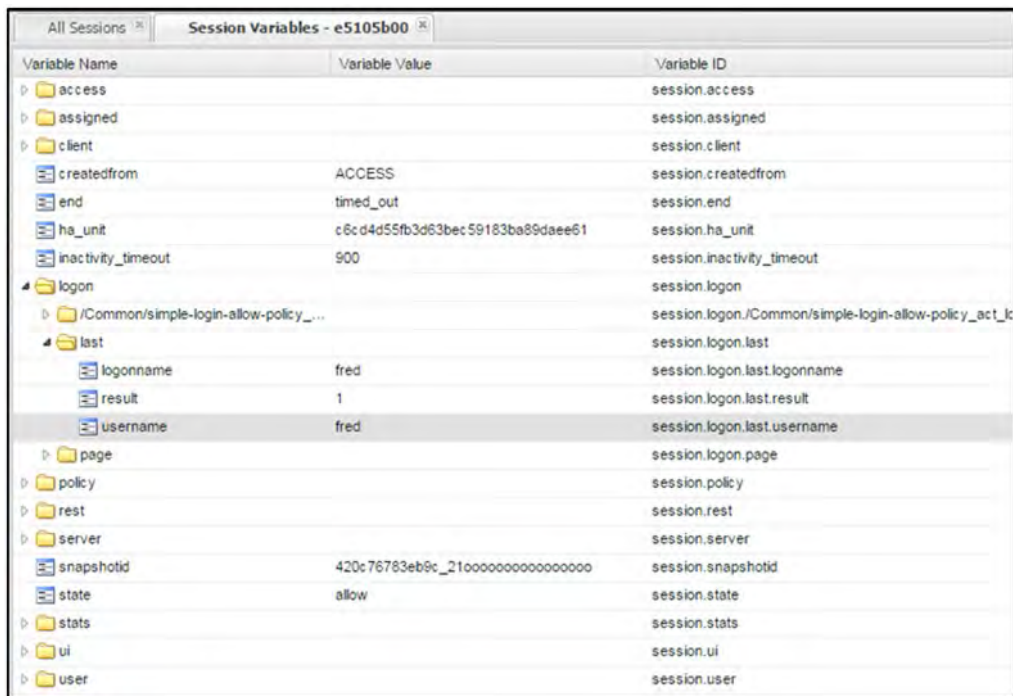 All Sessions Session Variables - e5105b00
Variable Name Variable Value Variable ID
access session.access
assigned session.assigned
client session.client
createdfrom ACCESS session.createdfrom
end timed_out session.end
ha_unit c6cd4d55fb3d63bec59183ba89daee61 session.ha_unit
inactivity_timeout 900 session.inactivity_timeout
logon session.logon
/Common/simple-login-allow-policy_... session.logon./Common/simple-login-allow-policy_act_lo
last session.logon.last
logonname fred session.logon.last.logonname
result 1 session.logon.last.result
username fred session.logon.last.username
page session.logon.page
policy session.policy
rest session.rest
server session.server
snapshotid 420c76783eb9c_21oooooooooooooooo session.snapshotid
state allow session.state
stats session.stats
ui session.ui
user session.user